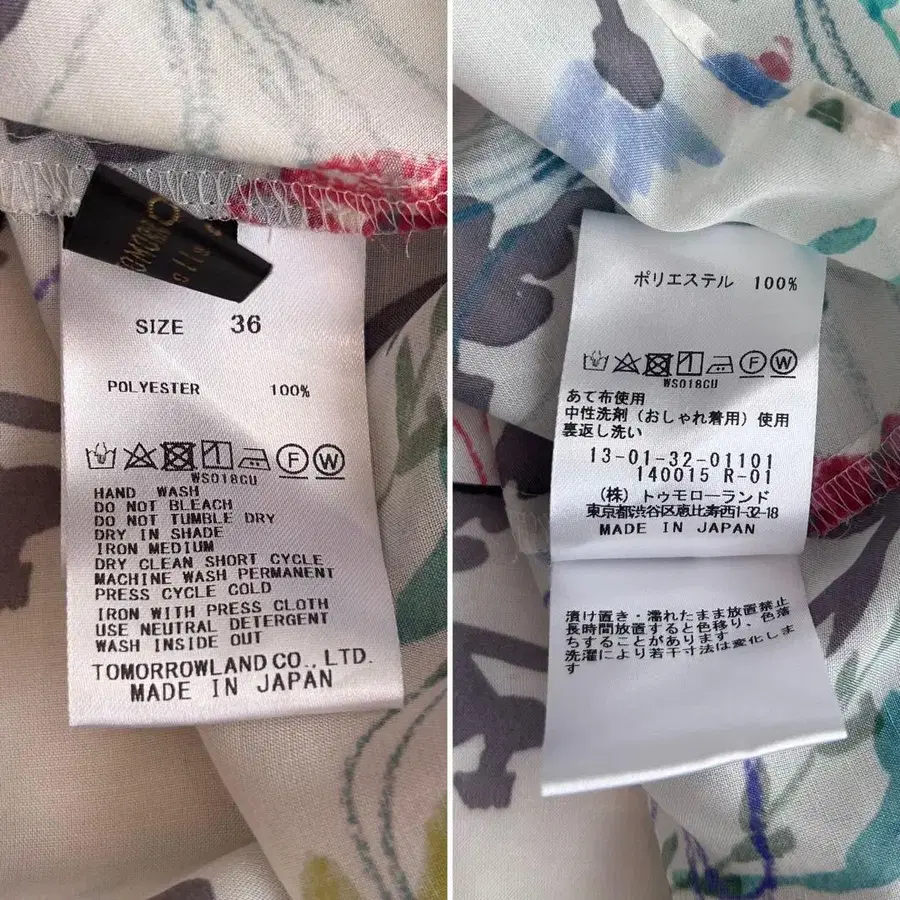 SIZE 36
POLYESTER 100%
F W
WS018CU
HAND WASH
DO NOT BLEACH
DO NOT TUMBLE DRY
DRY IN SHADE
IRON MEDIUM
DRY CLEAN SHORT CYCLE
MACHINE WASH PERMANENT
PRESS CYCLE COLD
IRON WITH PRESS CLOTH
USE NEUTRAL DETERGENT
WASH INSIDE OUT
TOMORROWLAND CO., LTD.
MADE IN JAPAN
ポリエステル 100%
F W
WS018CU
あて布使用
中性洗剤（おしゃれ着用）使用
裏返し洗い
13-01-32-01101
140015 R-01
（株）トゥモローランド
東京都渋谷区恵比寿西1-32-18
MADE IN JAPAN
漬け置き・濡れたまま放置禁止
長時間放置すると色移り、色落
ちすることがあります
洗濯により若干寸法は変化しま
す